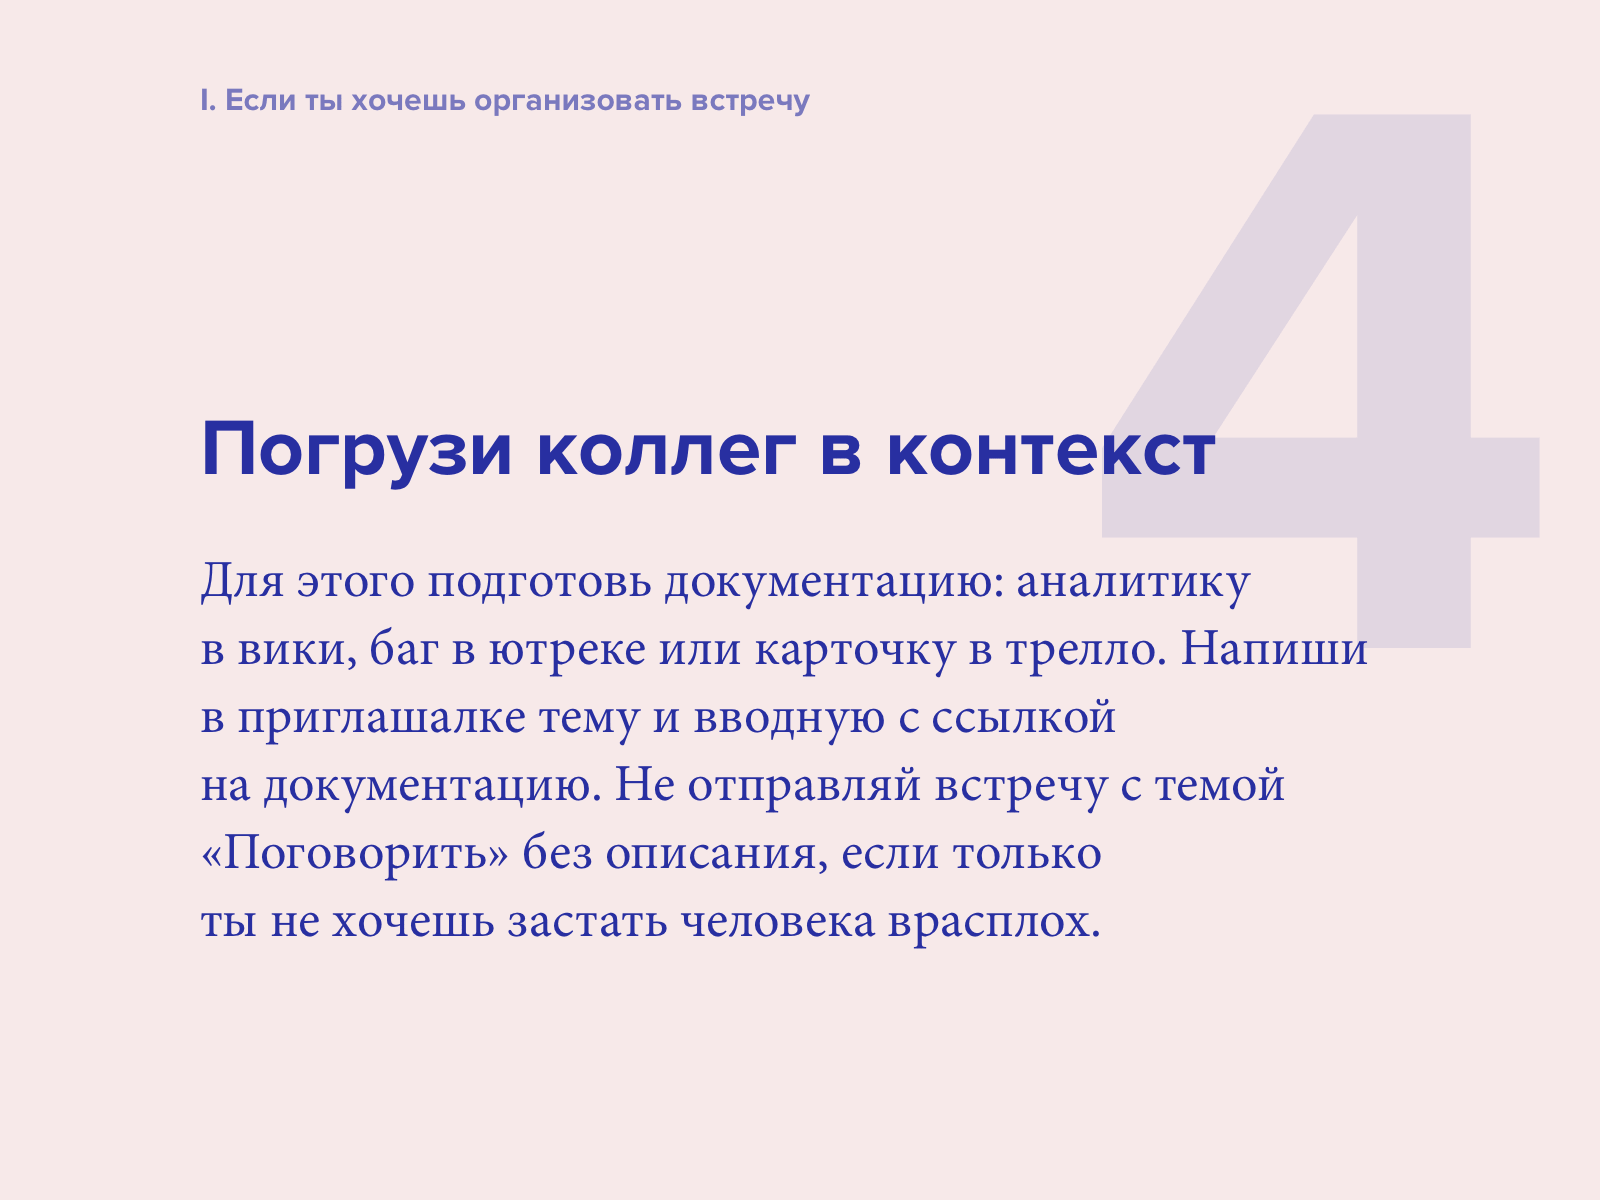 I. Если ты хочешь организовать встречу
4
Погрузи коллег в контекст
Для этого подготовь документацию: аналитику
в вики, баг в ютреке или карточку в трелло. Напиши
в приглашалке тему и вводную с ссылкой
на документацию. Не отправляй встречу с темой
«Поговорить» без описания, если только
ты не хочешь застать человека врасплох.